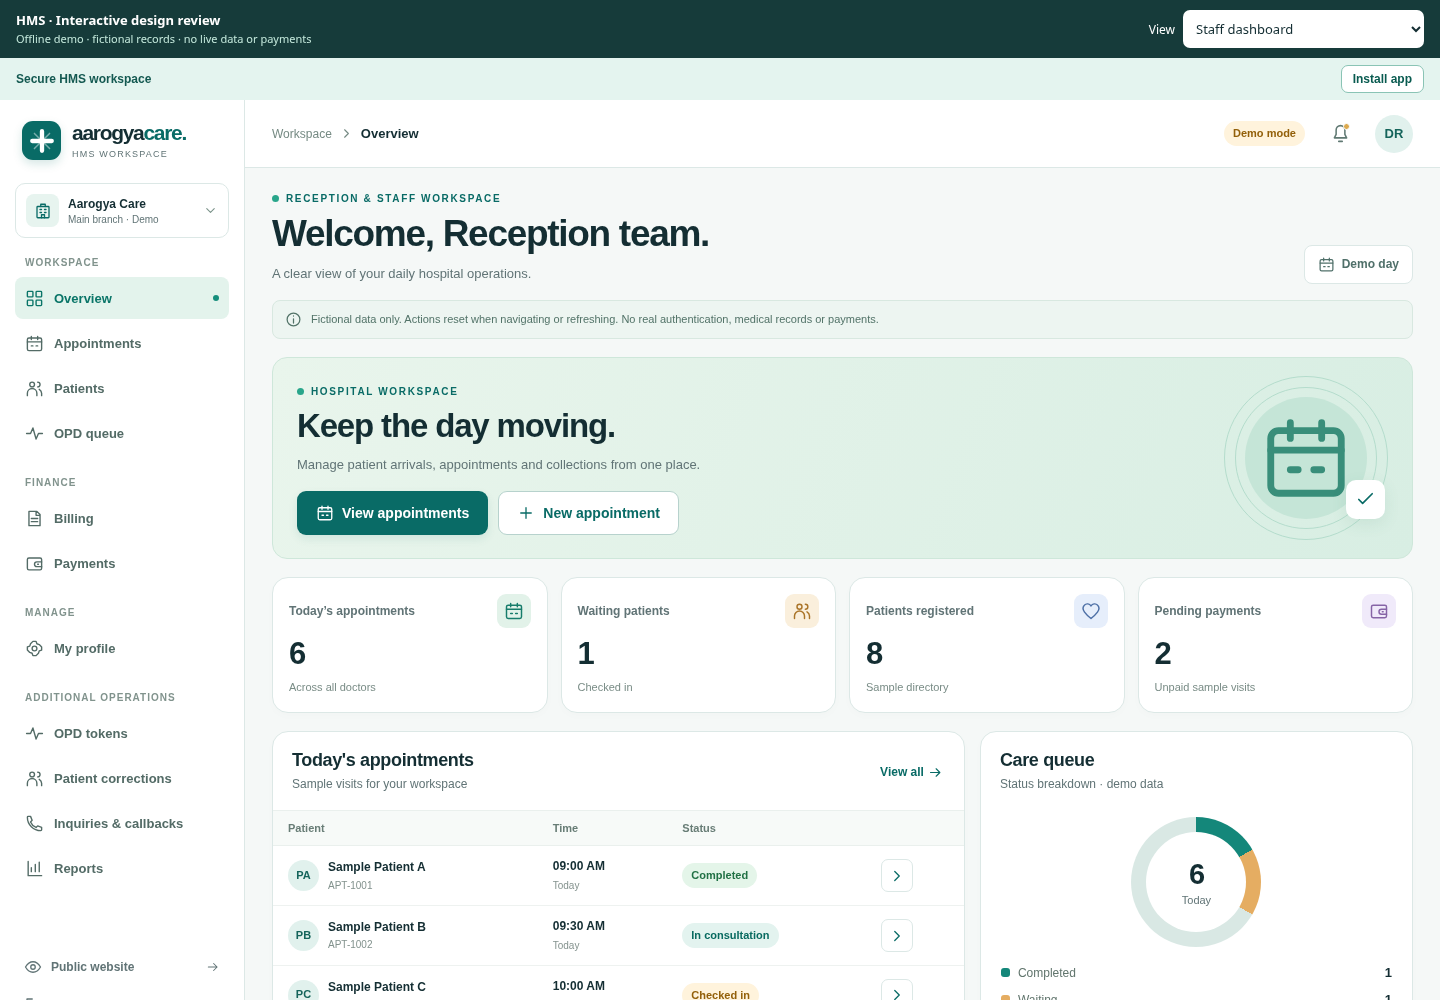 HMS · Interactive design review
Offline demo · fictional records · no live data or payments
View
Staff dashboard
Secure HMS workspace
Install app
aarogyacare.
HMS WORKSPACE
Aarogya Care
Main branch · Demo
WORKSPACE
Overview
Appointments
Patients
OPD queue
FINANCE
Billing
Payments
MANAGE
My profile
ADDITIONAL OPERATIONS
OPD tokens
Patient corrections
Inquiries & callbacks
Reports
Public website
Workspace
Overview
Demo mode
DR
RECEPTION & STAFF WORKSPACE
Welcome, Reception team.
A clear view of your daily hospital operations.
Demo day
Fictional data only. Actions reset when navigating or refreshing. No real authentication, medical records or payments.
HOSPITAL WORKSPACE
Keep the day moving.
Manage patient arrivals, appointments and collections from one place.
View appointments
New appointment
Today’s appointments
6
Across all doctors
Waiting patients
1
Checked in
Patients registered
8
Sample directory
Pending payments
2
Unpaid sample visits
Today's appointments
Sample visits for your workspace
View all
Patient Time Status
PA
Sample Patient A
APT-1001
09:00 AM
Today
Completed
PB
Sample Patient B
APT-1002
09:30 AM
Today
In consultation
PC
Sample Patient C
10:00 AM
Checked in
Care queue
Status breakdown · demo data
6
Today
Completed 1
Waiting 1